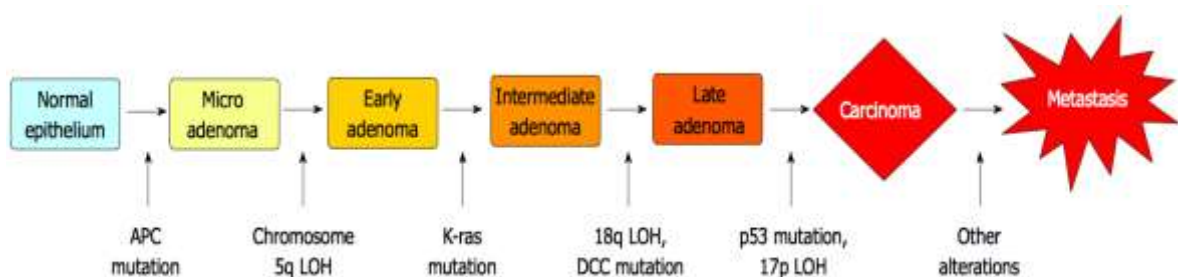 Normal
epithelium
Micro
adenoma
Early
adenoma
Intermediate
adenoma
Late
adenoma
Carcinoma
Metastasis
APC
mutation
Chromosome
5q LOH
K-ras
mutation
18q LOH,
DCC mutation
p53 mutation,
17p LOH
Other
alterations